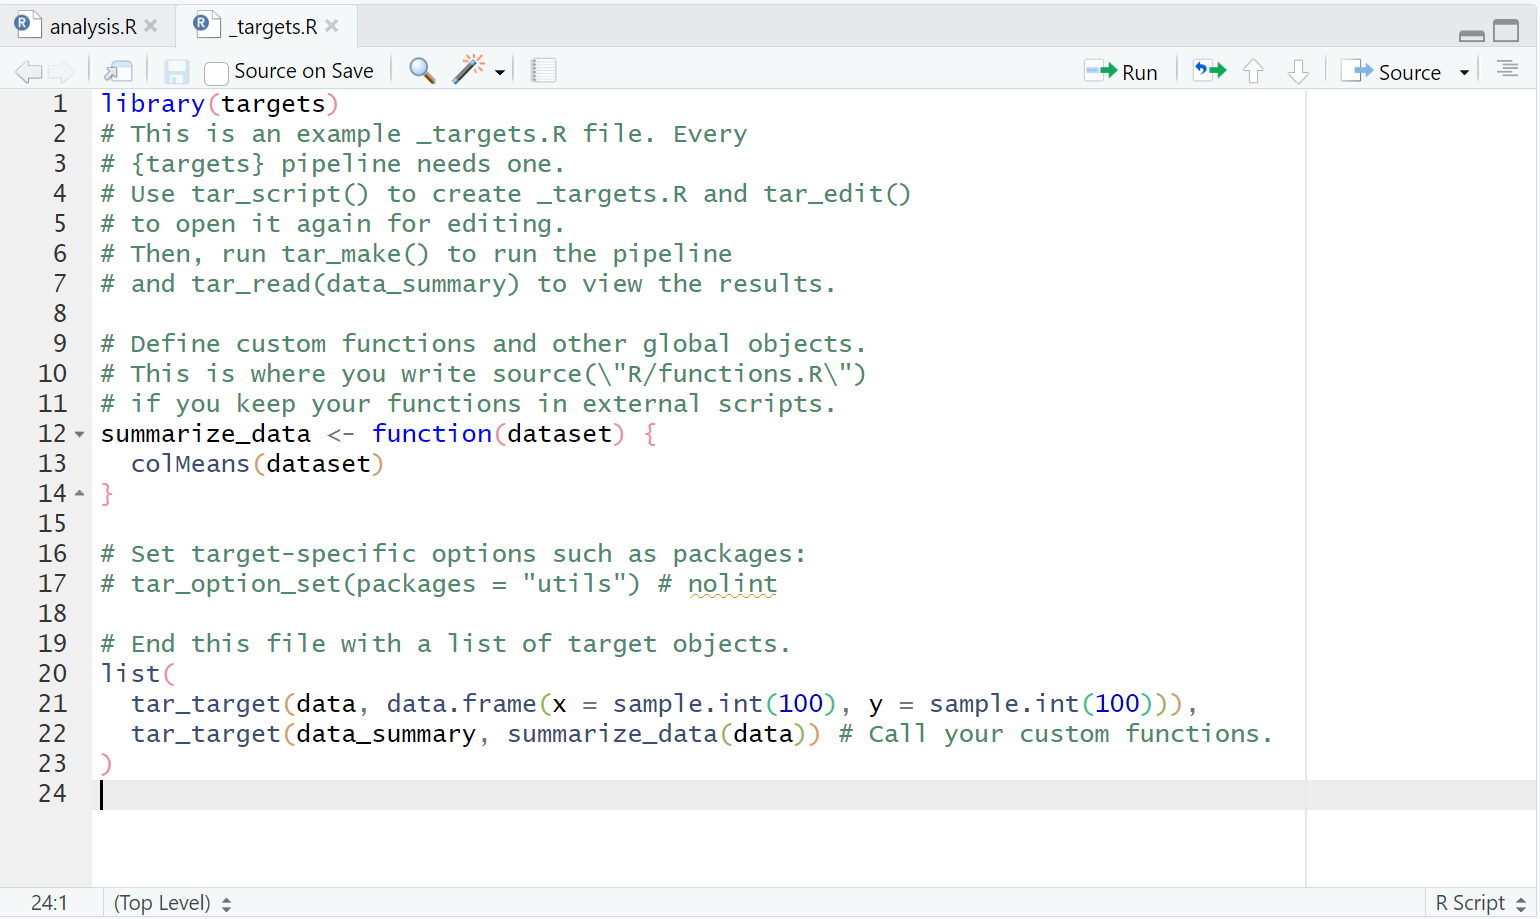 analysis.R
_targets.R
Source on Save
Run
Source
1 library(targets)
2 # This is an example _targets.R file. Every
3 # {targets} pipeline needs one.
4 # Use tar_script() to create _targets.R and tar_edit()
5 # to open it again for editing.
6 # Then, run tar_make() to run the pipeline
7 # and tar_read(data_summary) to view the results.
8
9 # Define custom functions and other global objects.
10 # This is where you write source(\"R/functions.R\")
11 # if you keep your functions in external scripts.
12 summarize_data <- function(dataset) {
13   colMeans(dataset)
14 }
15
16 # Set target-specific options such as packages:
17 # tar_option_set(packages = "utils") # nolint
18
19 # End this file with a list of target objects.
20 list(
21   tar_target(data, data.frame(x = sample.int(100), y = sample.int(100))),
22   tar_target(data_summary, summarize_data(data)) # Call your custom functions.
23 )
24
24:1 (Top Level) R Script